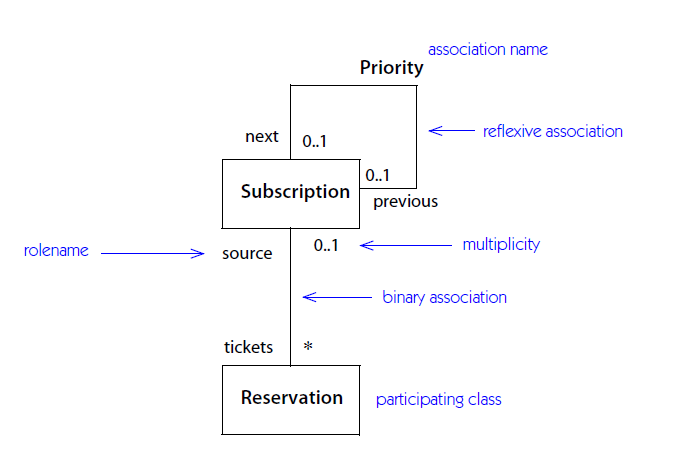 association name
Priority
reflexive association
next
0..1
0..1
Subscription
previous
rolename
source
0..1
multiplicity
binary association
tickets
*
Reservation
participating class